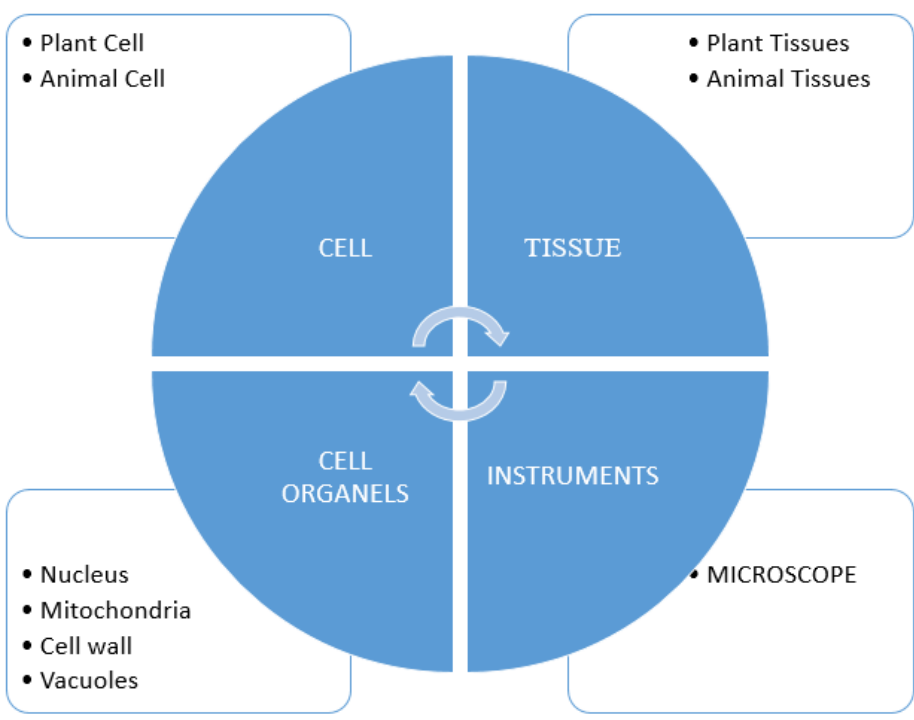 • Plant Cell
• Animal Cell
• Plant Tissues
• Animal Tissues
CELL
TISSUE
CELL
ORGANELS
INSTRUMENTS
• Nucleus
• Mitochondria
• Cell wall
• Vacuoles
• MICROSCOPE